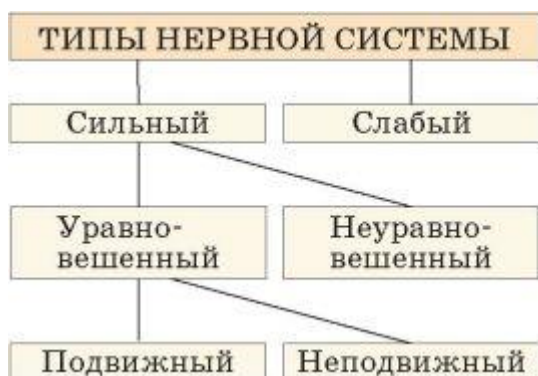 ТИПЫ НЕРВНОЙ СИСТЕМЫ
Сильный
Слабый
Уравно-
вешенный
Неуравно-
вешенный
Подвижный
Неподвижный